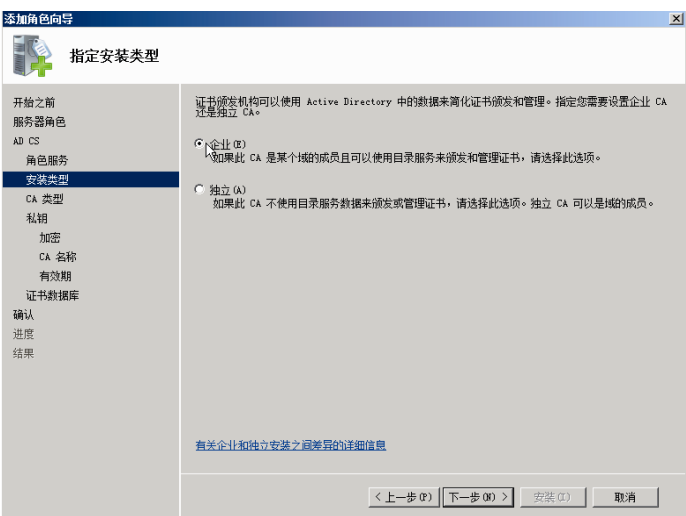 添加角色向导
指定安装类型
开始之前
服务器角色
AD CS
角色服务
安装类型
CA 类型
私钥
加密
CA 名称
有效期
证书数据库
确认
进度
结果
证书颁发机构可以使用 Active Directory 中的数据来简化证书颁发和管理。指定您需要设置企业 CA
还是独立 CA。
企业(E)
如果此 CA 是某个域的成员且可以使用目录服务来颁发和管理证书，请选择此选项。
独立(A)
如果此 CA 不使用目录服务数据来颁发或管理证书，请选择此选项。独立 CA 可以是域的成员。
有关企业和独立安装之间差异的详细信息
< 上一步(P) 下一步(N) > 安装(I) 取消